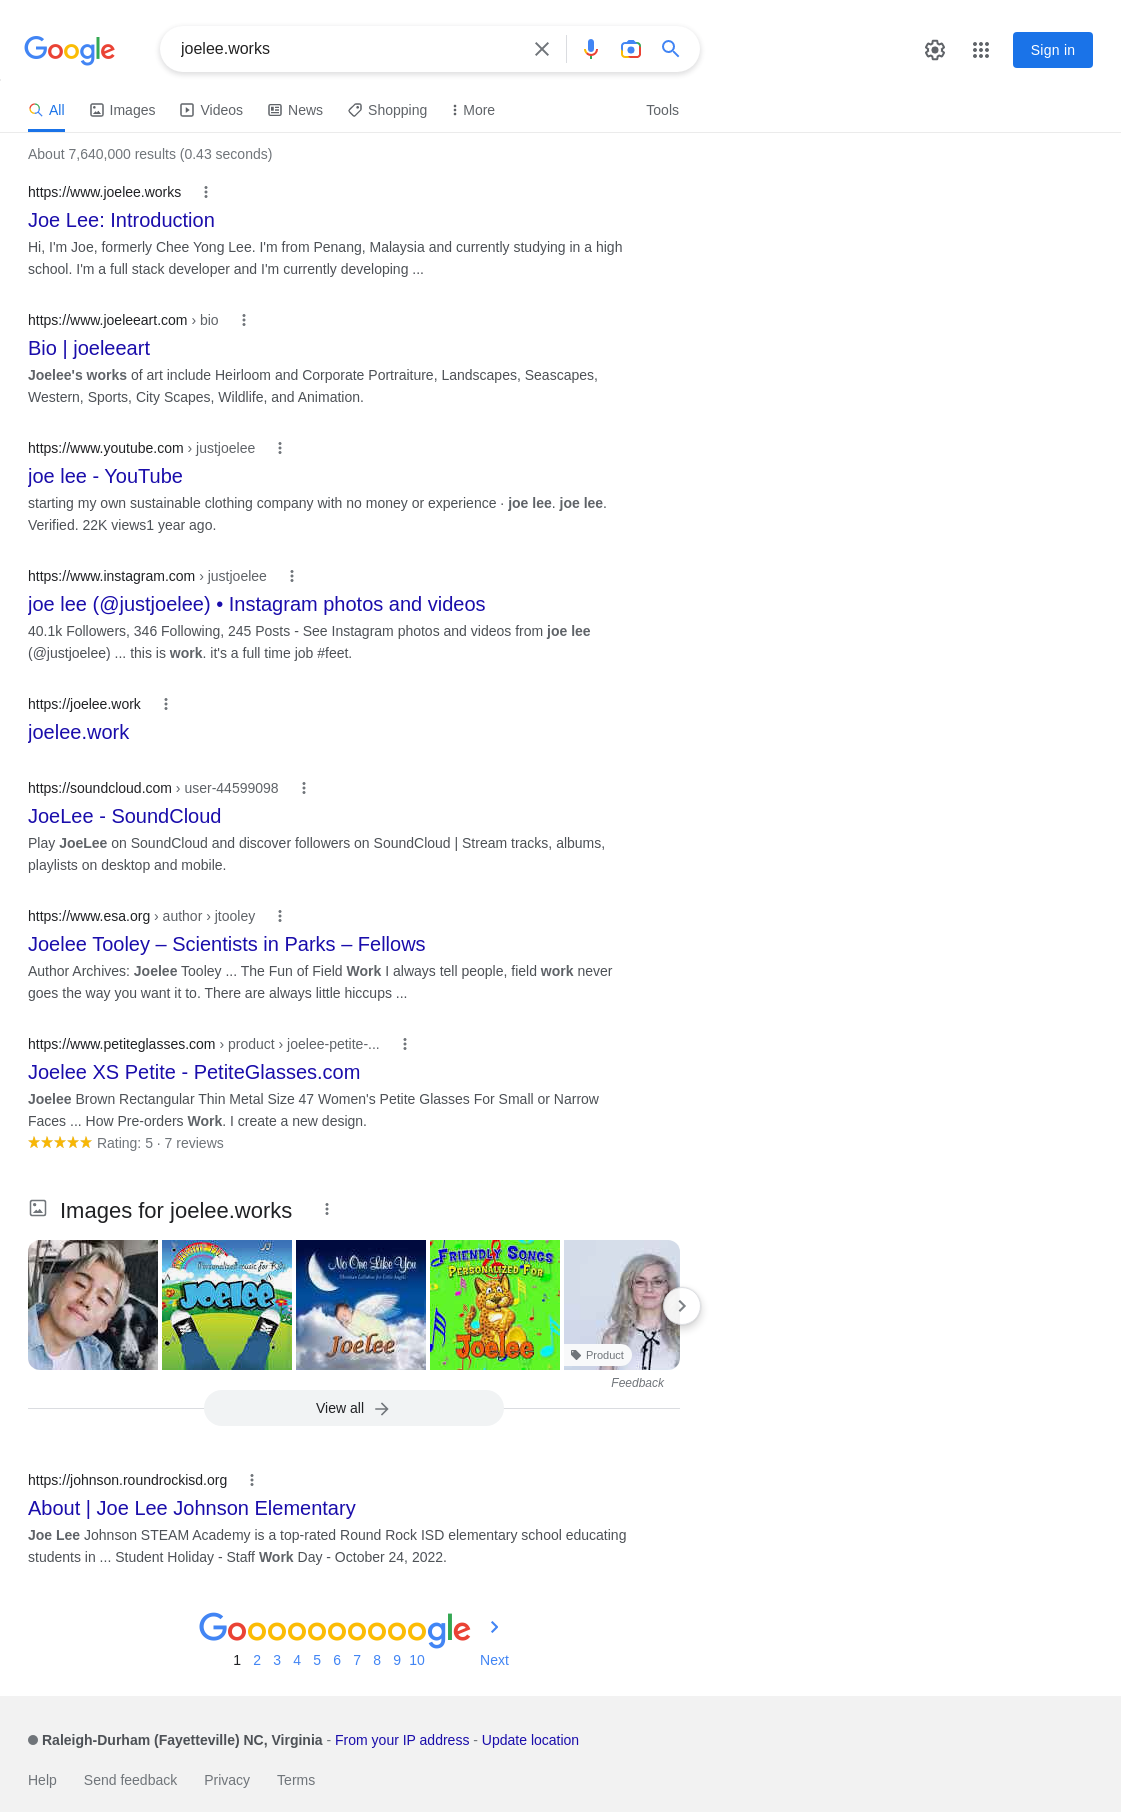 Google
joelee.works
Sign in
All Images Videos News Shopping More Tools
About 7,640,000 results (0.43 seconds)
https://www.joelee.works
Joe Lee: Introduction
Hi, I'm Joe, formerly Chee Yong Lee. I'm from Penang, Malaysia and currently studying in a high
school. I'm a full stack developer and I'm currently developing ...
https://www.joeleeart.com › bio
Bio | joeleeart
Joelee's works of art include Heirloom and Corporate Portraiture, Landscapes, Seascapes,
Western, Sports, City Scapes, Wildlife, and Animation.
https://www.youtube.com › justjoelee
joe lee - YouTube
starting my own sustainable clothing company with no money or experience · joe lee. joe lee.
Verified. 22K views1 year ago.
https://www.instagram.com › justjoelee
joe lee (@justjoelee) • Instagram photos and videos
40.1k Followers, 346 Following, 245 Posts - See Instagram photos and videos from joe lee
(@justjoelee) ... this is work. it's a full time job #feet.
https://joelee.work
joelee.work
https://soundcloud.com › user-44599098
JoeLee - SoundCloud
Play JoeLee on SoundCloud and discover followers on SoundCloud | Stream tracks, albums,
playlists on desktop and mobile.
https://www.esa.org › author › jtooley
Joelee Tooley – Scientists in Parks – Fellows
Author Archives: Joelee Tooley ... The Fun of Field Work I always tell people, field work never
goes the way you want it to. There are always little hiccups ...
https://www.petiteglasses.com › product › joelee-petite-...
Joelee XS Petite - PetiteGlasses.com
Joelee Brown Rectangular Thin Metal Size 47 Women's Petite Glasses For Small or Narrow
Faces ... How Pre-orders Work. I create a new design.
Rating: 5 · 7 reviews
Images for joelee.works
Personalized music for Kids
Joelee
No One Like You
Christian Lullabies for Little Angels
Joelee
FRIENDLY SONGS
PERSONALIZED FOR
Joelee
Product
Feedback
View all
https://johnson.roundrockisd.org
About | Joe Lee Johnson Elementary
Joe Lee Johnson STEAM Academy is a top-rated Round Rock ISD elementary school educating
students in ... Student Holiday - Staff Work Day - October 24, 2022.
Goooooooooogle
1 2 3 4 5 6 7 8 9 10 Next
Raleigh-Durham (Fayetteville) NC, Virginia - From your IP address - Update location
Help Send feedback Privacy Terms